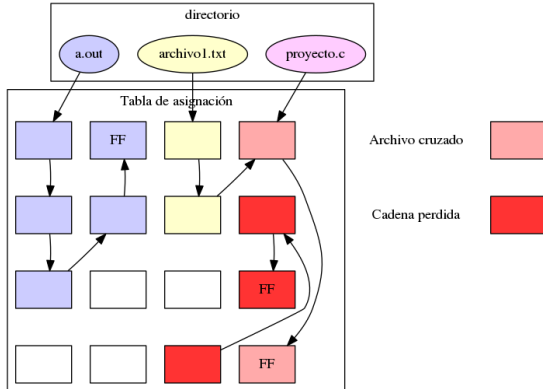 directorio
a.out
archivo1.txt
proyecto.c
Tabla de asignación
FF
Archivo cruzado
Cadena perdida
FF
FF